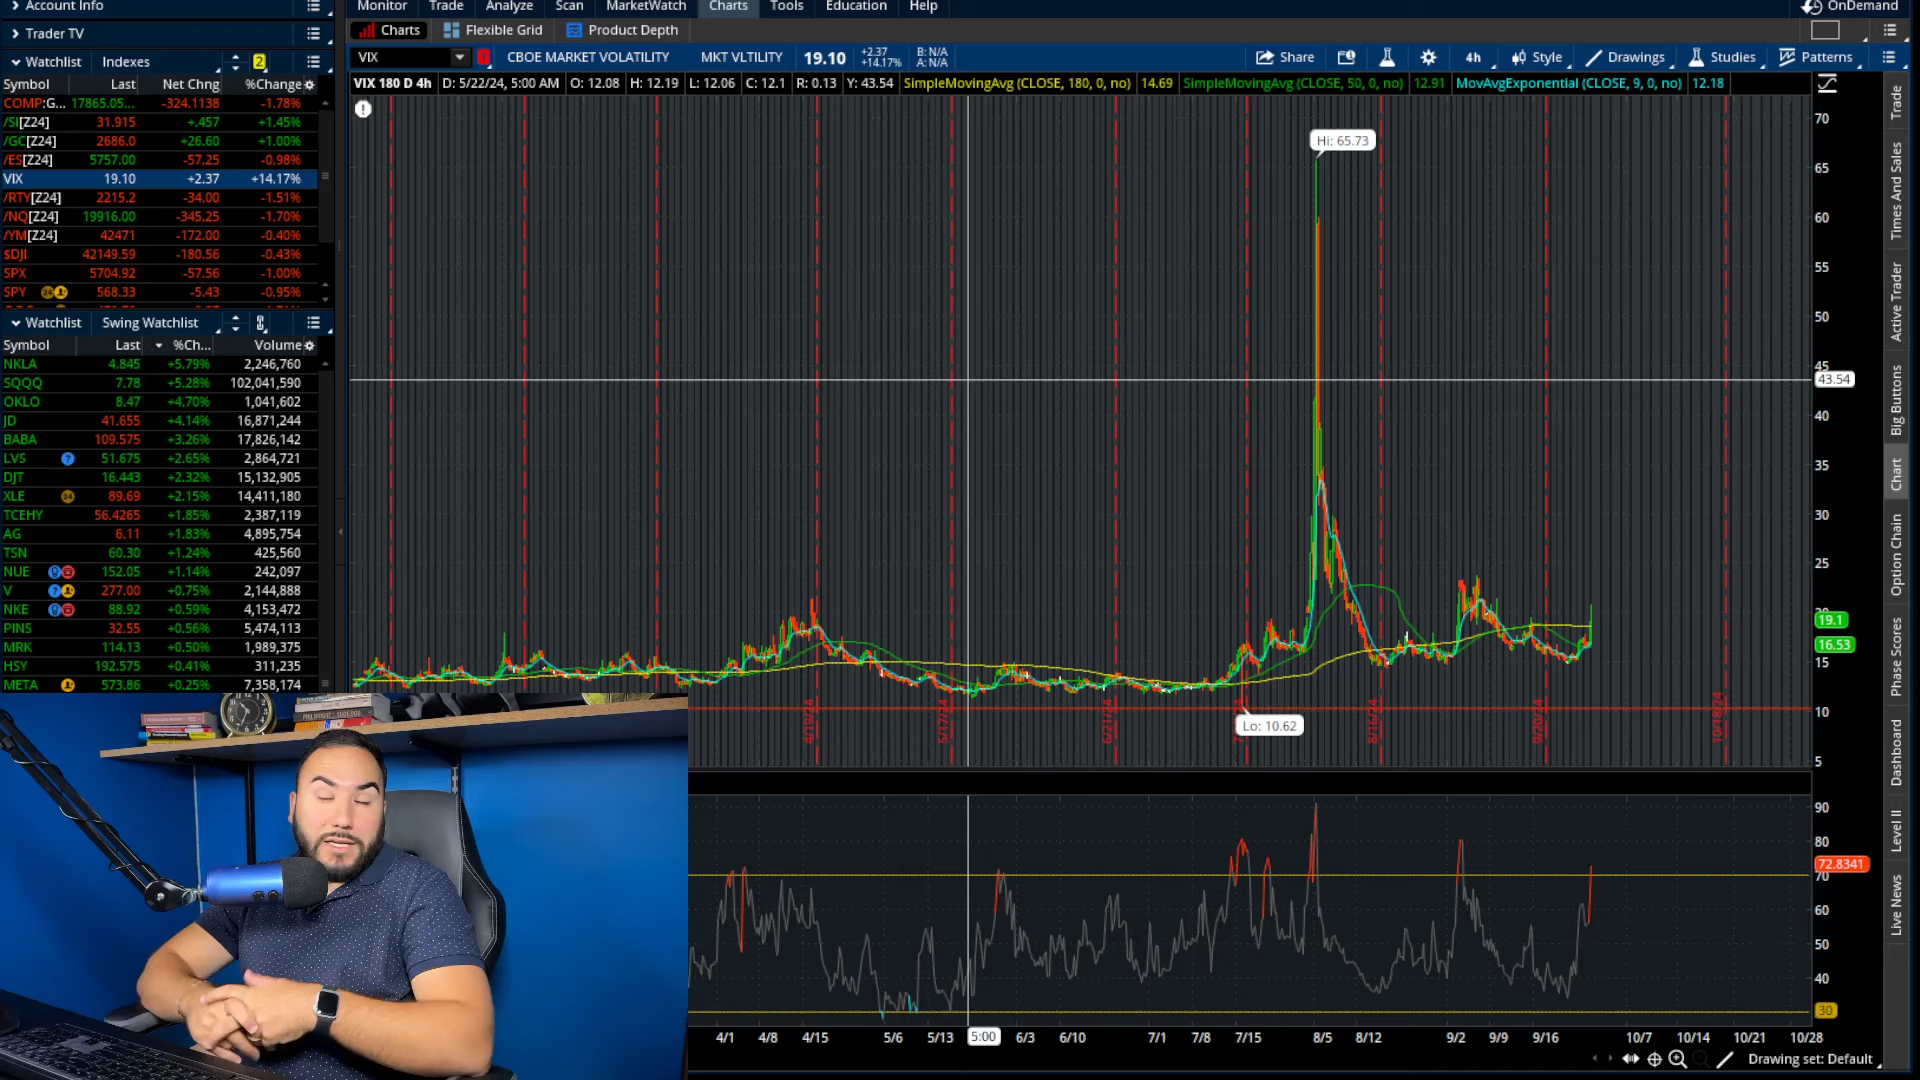 Account Info
Trader TV
Watchlist Indexes 2
Symbol Last Net Chng %Change
COMP:G... 17865.05... -324.1138 -1.78%
/SI[Z24] 31.915 +.457 +1.45%
/GC[Z24] 2686.0 +26.60 +1.00%
/ES[Z24] 5757.00 -57.25 -0.98%
VIX 19.10 +2.37 +14.17%
/RTY[Z24] 2215.2 -34.00 -1.51%
/NQ[Z24] 19916.00 -345.25 -1.70%
/YM[Z24] 42471 -172.00 -0.40%
$DJI 42149.59 -180.56 -0.43%
SPX 5704.92 -57.56 -1.00%
SPY 568.33 -5.43 -0.95%
Watchlist Swing Watchlist
Symbol Last %Ch... Volume
NKLA 4.845 +5.79% 2,246,760
SQQQ 7.78 +5.28% 102,041,590
OKLO 8.47 +4.70% 1,041,602
JD 41.655 +4.14% 16,871,244
BABA 109.575 +3.26% 17,826,142
LVS 51.675 +2.65% 2,864,721
DJT 16.443 +2.32% 15,132,905
XLE 89.69 +2.15% 14,411,180
TCEHY 56.4265 +1.85% 2,387,119
AG 6.11 +1.83% 4,895,754
TSN 60.30 +1.24% 425,560
NUE 152.05 +1.14% 242,097
V 277.00 +0.75% 2,144,888
NKE 88.92 +0.59% 4,153,472
PINS 32.55 +0.56% 5,474,113
MRK 114.13 +0.50% 1,989,375
HSY 192.575 +0.41% 311,235
META 573.86 +0.25% 7,358,174
Monitor Trade Analyze Scan MarketWatch Charts Tools Education Help OnDemand
Charts Flexible Grid Product Depth
VIX CBOE MARKET VOLATILITY MKT VLTILITY 19.10 +2.37 +14.17% B: N/A A: N/A Share 4h Style Drawings Studies Patterns
VIX 180 D 4h D: 5/22/24, 5:00 AM O: 12.08 H: 12.19 L: 12.06 C: 12.1 R: 0.13 Y: 43.54 SimpleMovingAvg (CLOSE, 180, 0, no) 14.69 SimpleMovingAvg (CLOSE, 50, 0, no) 12.91 MovAvgExponential (CLOSE, 9, 0, no) 12.18
70
Hi: 65.73
65
60
55
50
45
43.54
40
35
30
25
20
19.1
16.53
15
10
Lo: 10.62
5
4/19/24 5/17/24 6/21/24 8/16/24 9/20/24 10/18/24
90
80
72.8341
70
60
50
40
30
4/1 4/8 4/15 5/6 5/13 5:00 6/3 6/10 7/1 7/8 7/15 8/5 8/12 9/2 9/9 9/16 10/7 10/14 10/21 10/28
Drawing set: Default
Trade
Times And Sales
Active Trader
Big Buttons
Chart
Option Chain
Phase Scores
Dashboard
Level II
Live News